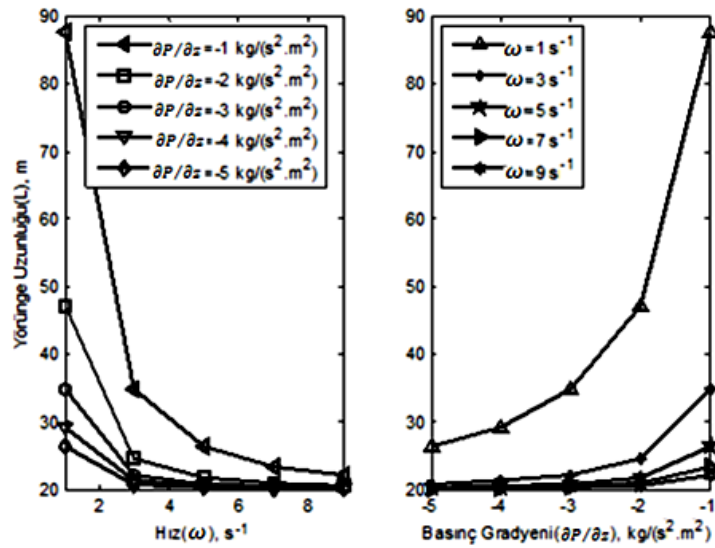 90
80
70
60
50
40
30
20
Yörünge Uzunluğu(L), m
∂P/∂z=-1 kg/(s².m²)
∂P/∂z=-2 kg/(s².m²)
∂P/∂z=-3 kg/(s².m²)
∂P/∂z=-4 kg/(s².m²)
∂P/∂z=-5 kg/(s².m²)
2 4 6 8
Hız(ω), s⁻¹
90
80
70
60
50
40
30
20
ω=1 s⁻¹
ω=3 s⁻¹
ω=5 s⁻¹
ω=7 s⁻¹
ω=9 s⁻¹
-5 -4 -3 -2 -1
Basınç Gradyeni(∂P/∂z), kg/(s².m²)